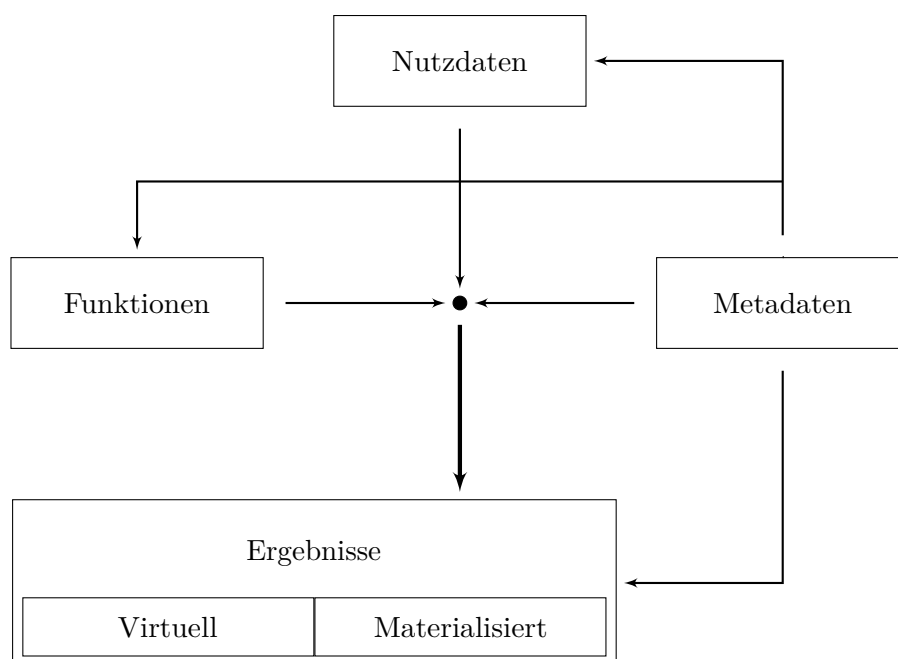 Nutzdaten
Funktionen
Metadaten
Ergebnisse
Virtuell
Materialisiert